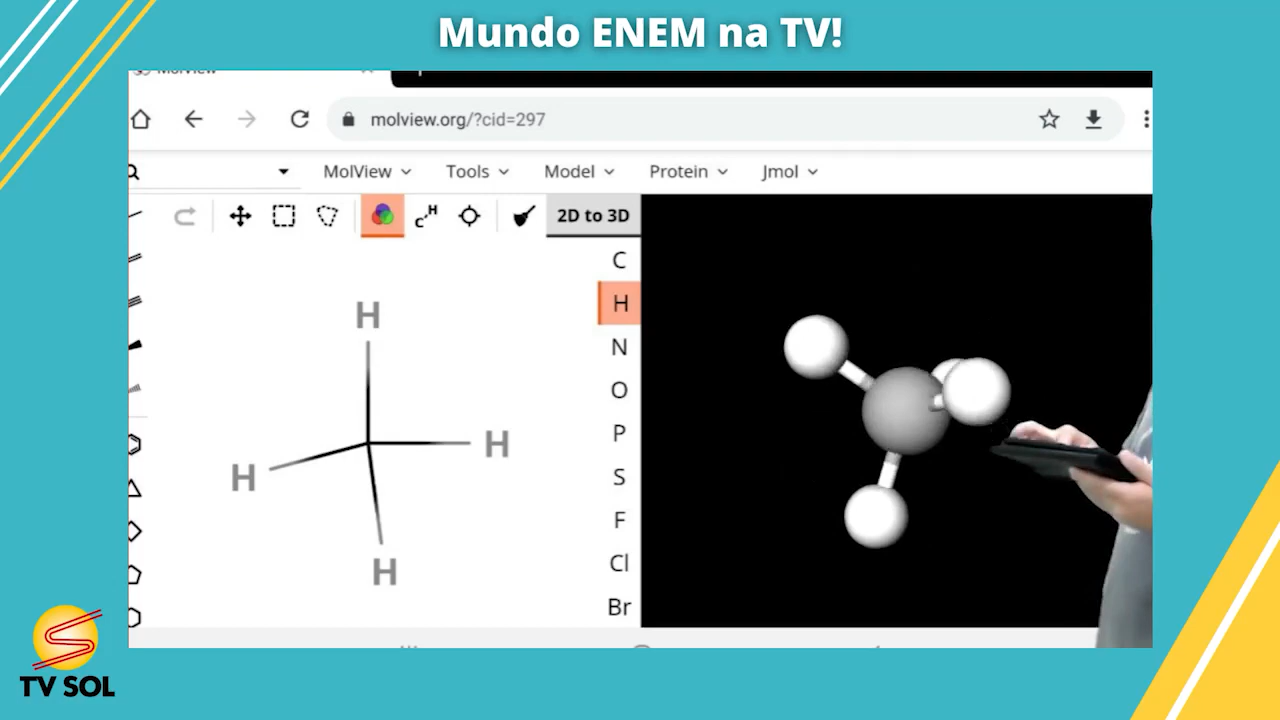 Mundo ENEM na TV!
MolView
molview.org/?cid=297
MolView Tools Model Protein Jmol
C H
2D to 3D
C
H
N
O
P
S
F
Cl
Br
H
H
H
H
TV SOL